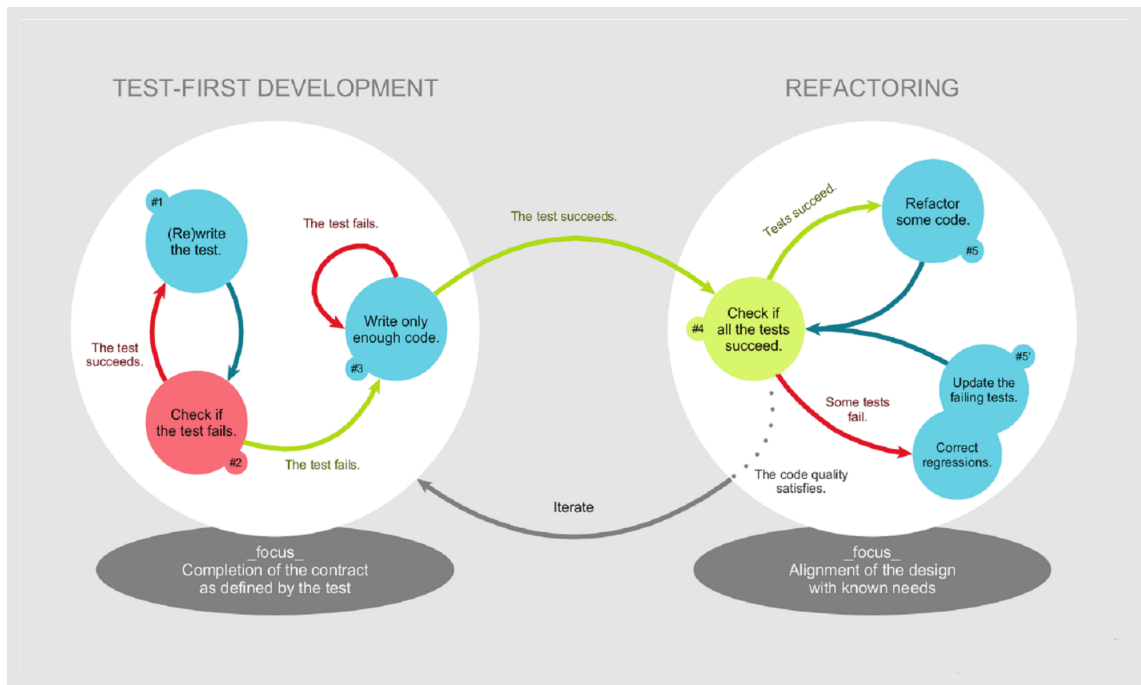 TEST-FIRST DEVELOPMENT
#1
(Re)write
the test.
The test
succeeds.
Check if
the test fails.
#2
The test fails.
The test fails.
Write only
enough code.
#3
_focus_
Completion of the contract
as defined by the test
The test succeeds.
Iterate
REFACTORING
Tests succeed.
Refactor
some code.
#5
#4
Check if
all the tests
succeed.
#5'
Update the
failing tests.
Some tests
fail.
Correct
regressions.
The code quality
satisfies.
_focus_
Alignment of the design
with known needs